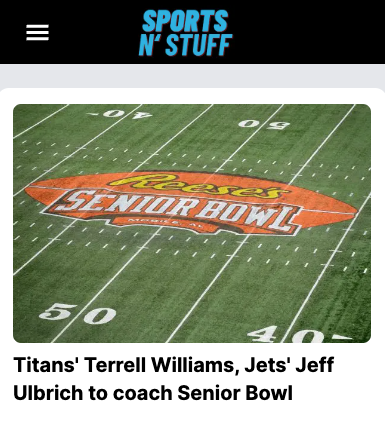 SPORTS
N' STUFF
40
50
Reese's
SENIOR BOWL
MOBILE, AL
50
40
Titans' Terrell Williams, Jets' Jeff
Ulbrich to coach Senior Bowl